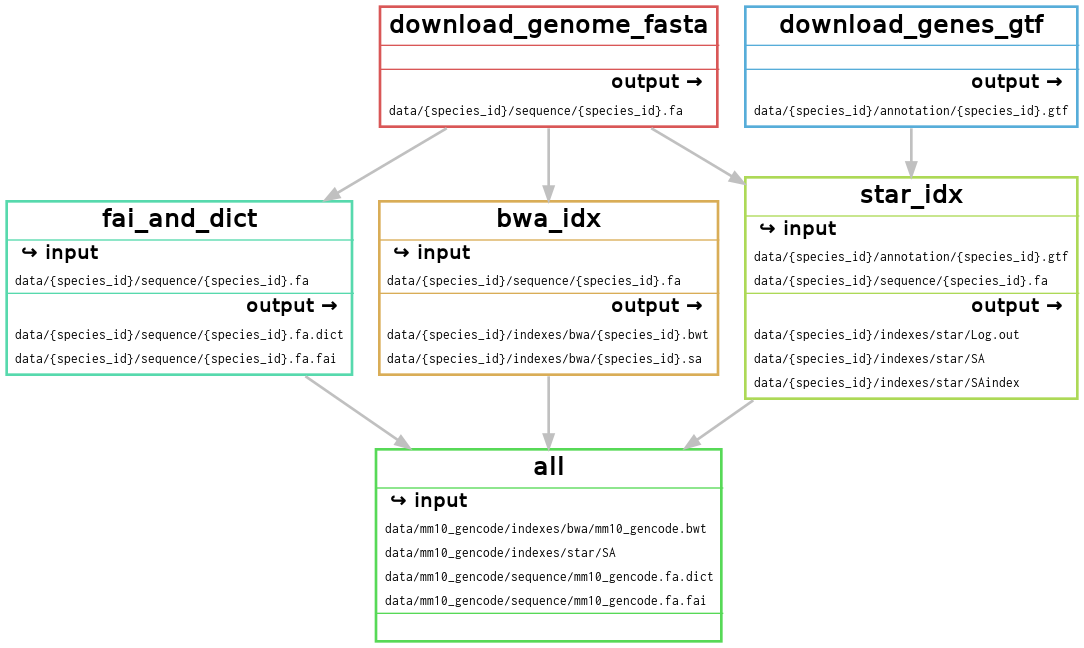 download_genome_fasta
output →
data/{species_id}/sequence/{species_id}.fa
download_genes_gtf
output →
data/{species_id}/annotation/{species_id}.gtf
fai_and_dict
↪ input
data/{species_id}/sequence/{species_id}.fa
output →
data/{species_id}/sequence/{species_id}.fa.dict
data/{species_id}/sequence/{species_id}.fa.fai
bwa_idx
↪ input
data/{species_id}/sequence/{species_id}.fa
output →
data/{species_id}/indexes/bwa/{species_id}.bwt
data/{species_id}/indexes/bwa/{species_id}.sa
star_idx
↪ input
data/{species_id}/annotation/{species_id}.gtf
data/{species_id}/sequence/{species_id}.fa
output →
data/{species_id}/indexes/star/Log.out
data/{species_id}/indexes/star/SA
data/{species_id}/indexes/star/SAindex
all
↪ input
data/mm10_gencode/indexes/bwa/mm10_gencode.bwt
data/mm10_gencode/indexes/star/SA
data/mm10_gencode/sequence/mm10_gencode.fa.dict
data/mm10_gencode/sequence/mm10_gencode.fa.fai